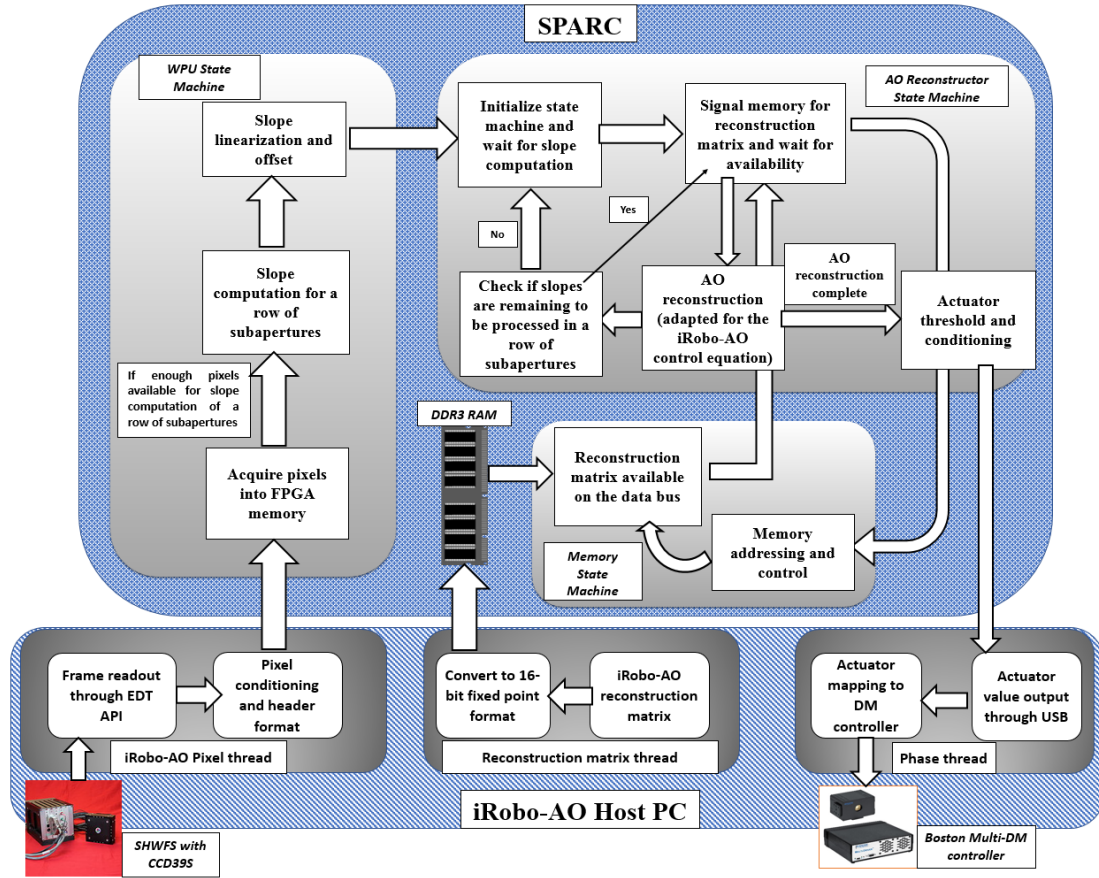 SPARC
WPU State
Machine
Slope
linearization and
offset
Slope
computation for a
row of
subapertures
If enough pixels
available for slope
computation of a
row of subapertures
Acquire pixels
into FPGA
memory
AO Reconstructor
State Machine
Initialize state
machine and
wait for slope
computation
Signal memory for
reconstruction
matrix and wait for
availability
No
Yes
Check if slopes
are remaining to
be processed in a
row of
subapertures
AO
reconstruction
(adapted for the
iRobo-AO
control equation)
AO
reconstruction
complete
Actuator
threshold and
conditioning
DDR3 RAM
Reconstruction
matrix available
on the data bus
Memory
State
Machine
Memory
addressing and
control
Frame readout
through EDT
API
Pixel
conditioning
and header
format
iRobo-AO Pixel thread
Convert to 16-
bit fixed point
format
iRobo-AO
reconstruction
matrix
Reconstruction matrix thread
Actuator
mapping to
DM
controller
Actuator
value output
through USB
Phase thread
iRobo-AO Host PC
SHWFS with
CCD39S
Boston Multi-DM
controller